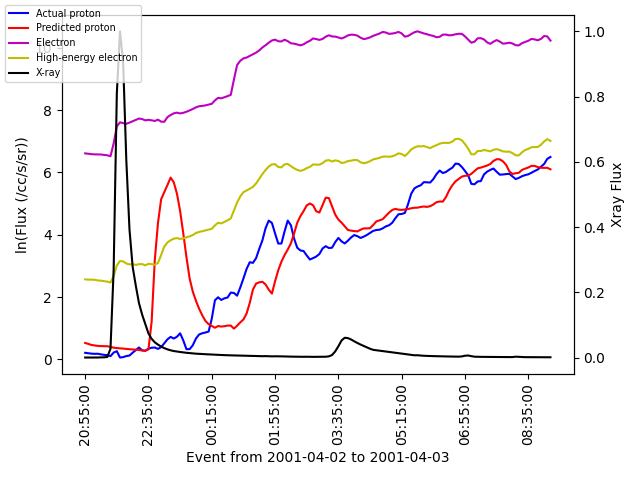 Actual proton
Predicted proton
Electron
High-energy electron
X-ray
10
8
6
4
2
0
ln(Flux (/cc/s/sr))
1.0
0.8
0.6
0.4
0.2
0.0
Xray Flux
20:55:00
22:35:00
00:15:00
01:55:00
03:35:00
05:15:00
06:55:00
08:35:00
Event from 2001-04-02 to 2001-04-03